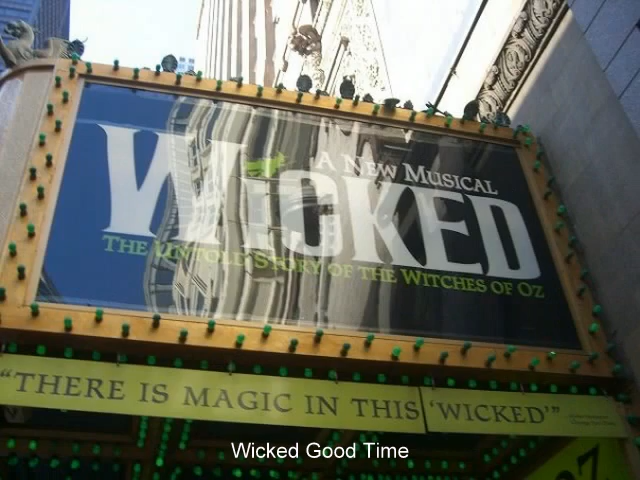 A NEW MUSICAL
WICKED
THE UNTOLD STORY OF THE WITCHES OF OZ
"THERE IS MAGIC IN THIS 'WICKED'"
OZ
Wicked Good Time